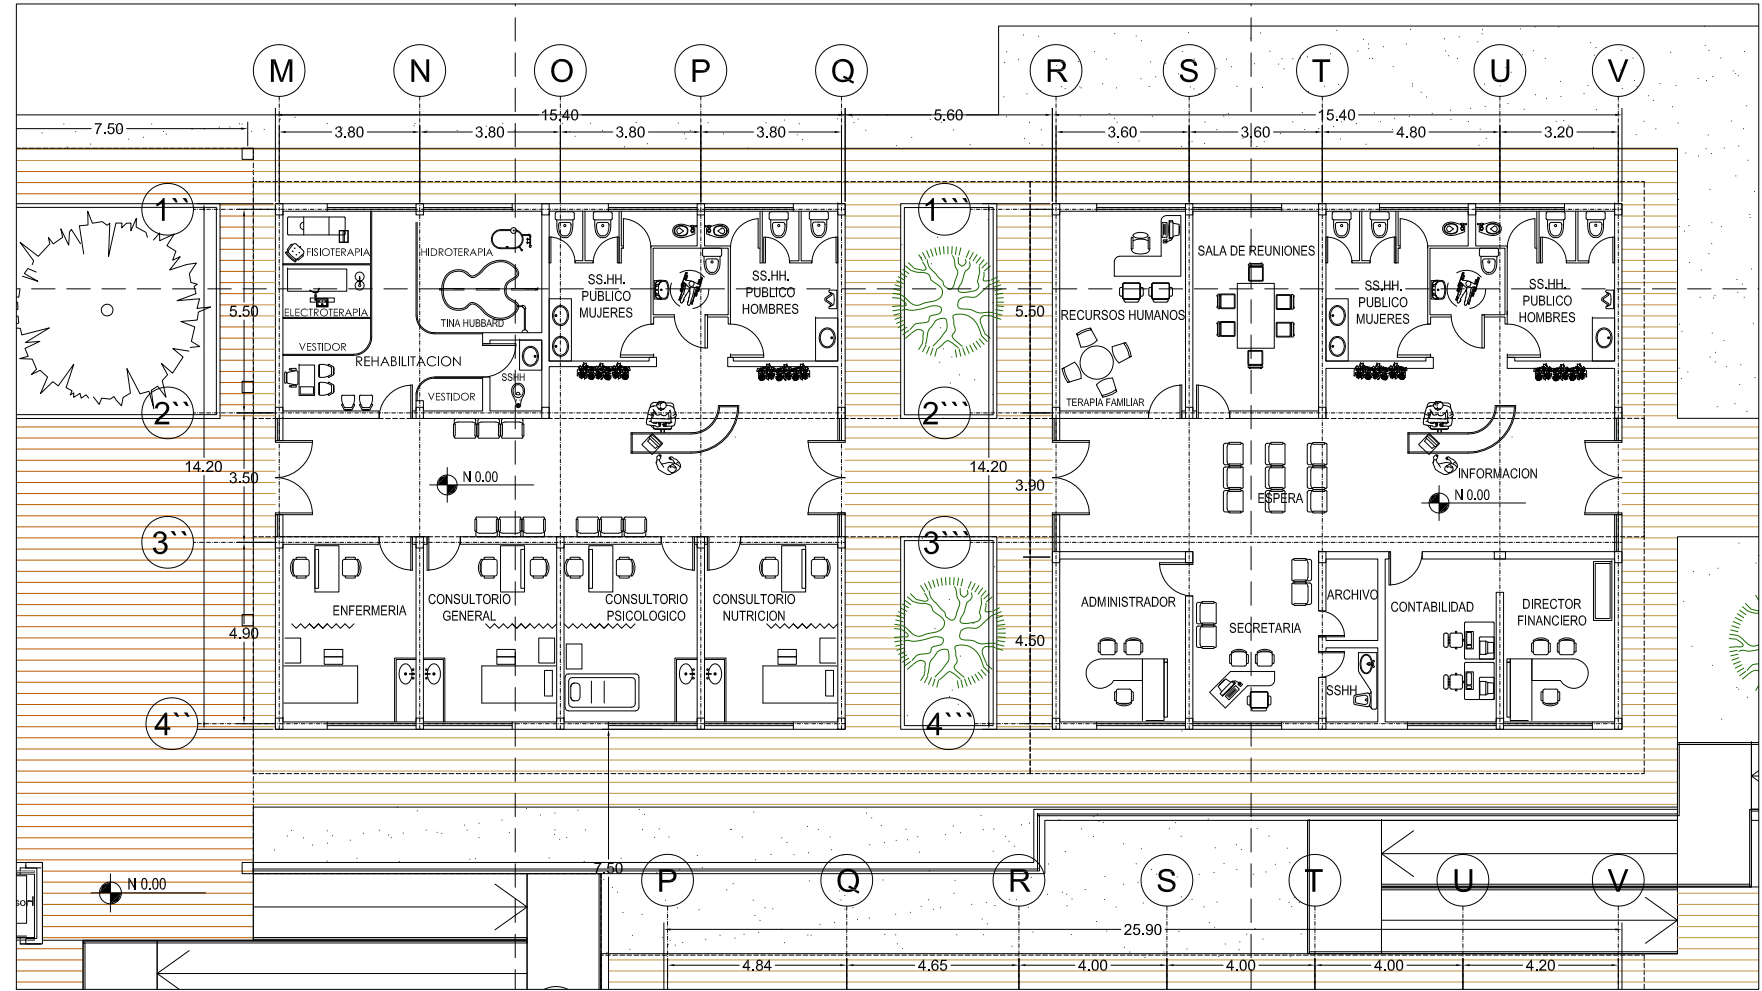 M N O P Q R S T U V
15.40 5.60 15.40
7.50 3.80 3.80 3.80 3.80 3.60 3.60 4.80 3.20
1``` 1```
FISIOTERAPIA HIDROTERAPIA
ELECTROTERAPIA TINA HUBBARD
VESTIDOR
REHABILITACION
VESTIDOR
SSHH
SS.HH.
PUBLICO
MUJERES
SS.HH.
PUBLICO
HOMBRES
5.50 5.50
RECURSOS HUMANOS
TERAPIA FAMILIAR
SALA DE REUNIONES
SS.HH.
PUBLICO
MUJERES
SS.HH.
PUBLICO
HOMBRES
2``` 2```
14.20 3.50 N 0.00
14.20 3.90
ESPERA
INFORMACION
N 0.00
3``` 3```
4.90 4.50
ENFERMERIA
CONSULTORIO
GENERAL
CONSULTORIO
PSICOLOGICO
CONSULTORIO
NUTRICION
ADMINISTRADOR
SECRETARIA
ARCHIVO
SSHH
CONTABILIDAD
DIRECTOR
FINANCIERO
4``` 4```
7.50
N 0.00
P Q R S T U V
25.90
4.84 4.65 4.00 4.00 4.00 4.20